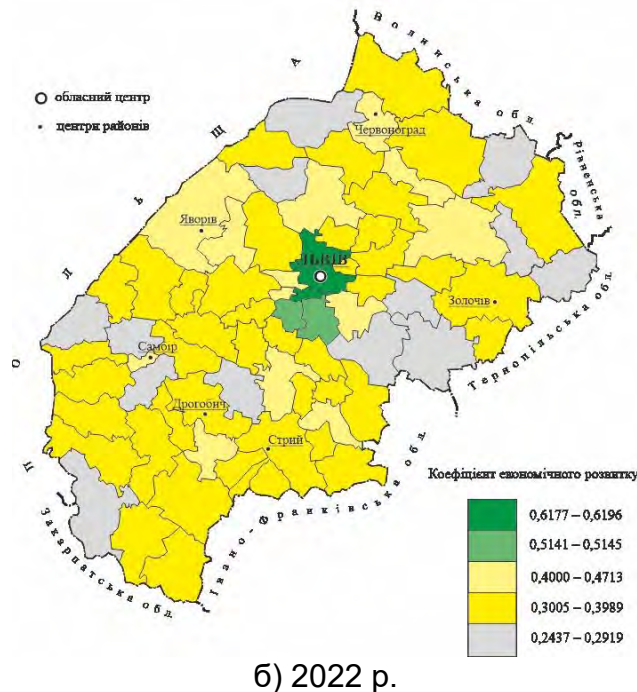 обласний центр
центри районів
П О Л Ь Щ А
Волинська обл.
Рівненська обл.
Тернопільська обл.
Івано-Франківська обл.
Закарпатська обл.
Червоноград
Яворів
ЛЬВІВ
Золочів
Самбір
Дрогобич
Стрий
Коефіцієнт економічного розвитку
0,6177 – 0,6196
0,5141 – 0,5145
0,4000 – 0,4713
0,3005 – 0,3989
0,2437 – 0,2919
б) 2022 р.